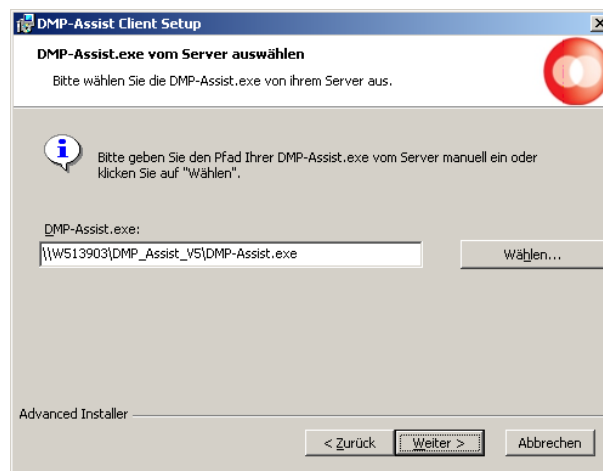 DMP-Assist Client Setup
DMP-Assist.exe vom Server auswählen
Bitte wählen Sie die DMP-Assist.exe von ihrem Server aus.
Bitte geben Sie den Pfad Ihrer DMP-Assist.exe vom Server manuell ein oder
klicken Sie auf "Wählen".
DMP-Assist.exe:
\\W513903\DMP_Assist_V5\DMP-Assist.exe
Wählen...
Advanced Installer
< Zurück
Weiter >
Abbrechen